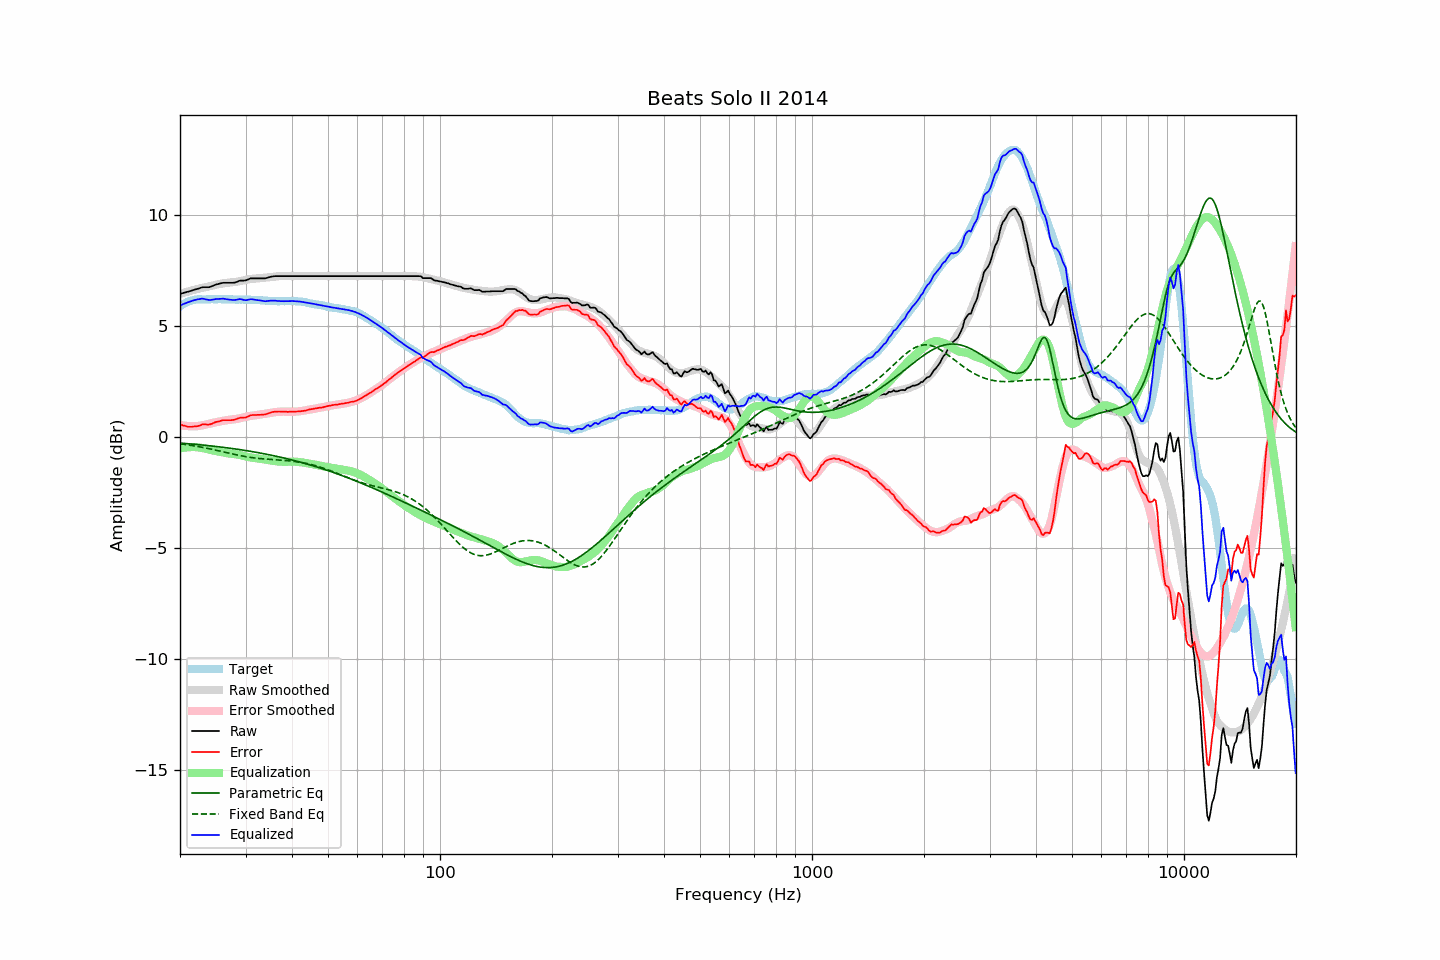 Beats Solo II 2014
Amplitude (dBr)
10
5
0
−5
−10
−15
Target
Raw Smoothed
Error Smoothed
Raw
Error
Equalization
Parametric Eq
Fixed Band Eq
Equalized
100
1000
10000
Frequency (Hz)